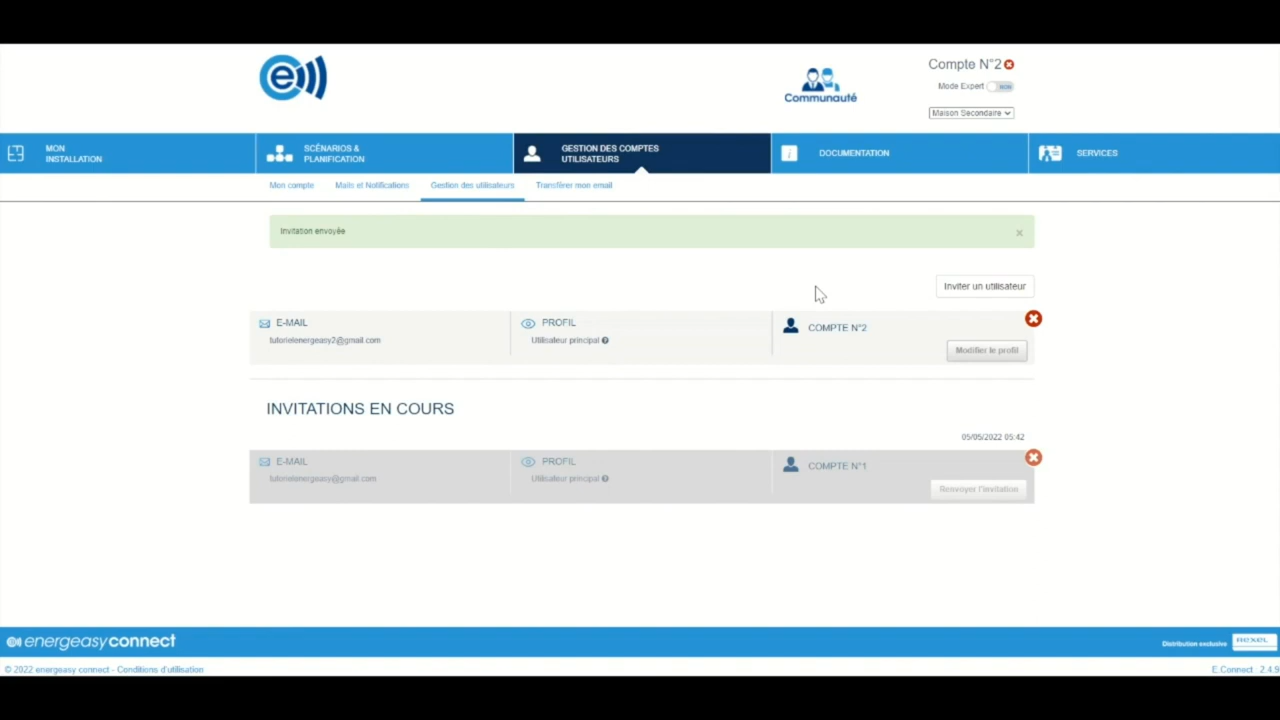 Compte N°2
Communauté
Mode Expert NON
Maison Secondaire
MON
INSTALLATION
SCÉNARIOS &
PLANIFICATION
GESTION DES COMPTES
UTILISATEURS
DOCUMENTATION
SERVICES
Mon compte
Mails et Notifications
Gestion des utilisateurs
Transférer mon email
Invitation envoyée
Inviter un utilisateur
E-MAIL
tutorielenergeasy2@gmail.com
PROFIL
Utilisateur principal
COMPTE N°2
Modifier le profil
INVITATIONS EN COURS
05/05/2022 05:42
E-MAIL
tutorielenergeasy@gmail.com
PROFIL
Utilisateur principal
COMPTE N°1
Renvoyer l'invitation
energeasyconnect
Distribution exclusive
rexel
© 2022 energeasy connect - Conditions d'utilisation
E.Connect : 2.4.9